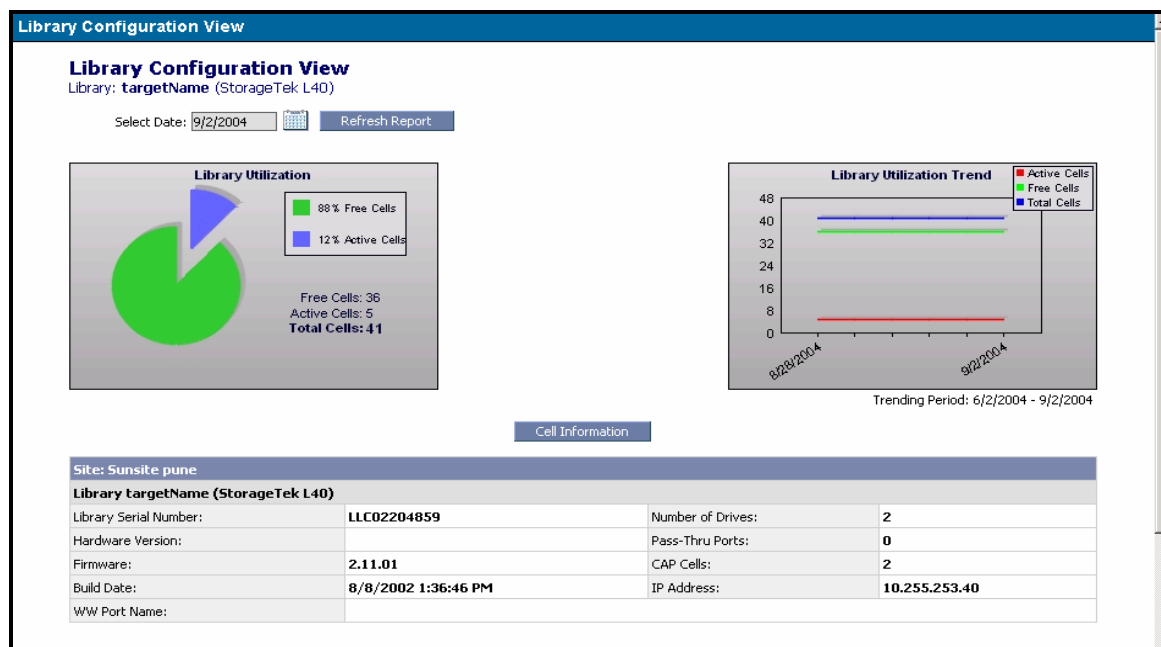 Library Configuration View
Library Configuration View
Library: targetName (StorageTek L40)
Select Date: 9/2/2004 Refresh Report
Library Utilization
88% Free Cells
12% Active Cells
Free Cells: 36
Active Cells: 5
Total Cells: 41
Library Utilization Trend
Active Cells
Free Cells
Total Cells
48
40
32
24
16
8
0
8/28/2004 9/2/2004
Trending Period: 6/2/2004 - 9/2/2004
Cell Information
Site: Sunsite pune
Library targetName (StorageTek L40)
Library Serial Number: LLC02204859 Number of Drives: 2
Hardware Version: Pass-Thru Ports: 0
Firmware: 2.11.01 CAP Cells: 2
Build Date: 8/8/2002 1:36:46 PM IP Address: 10.255.253.40
WW Port Name: